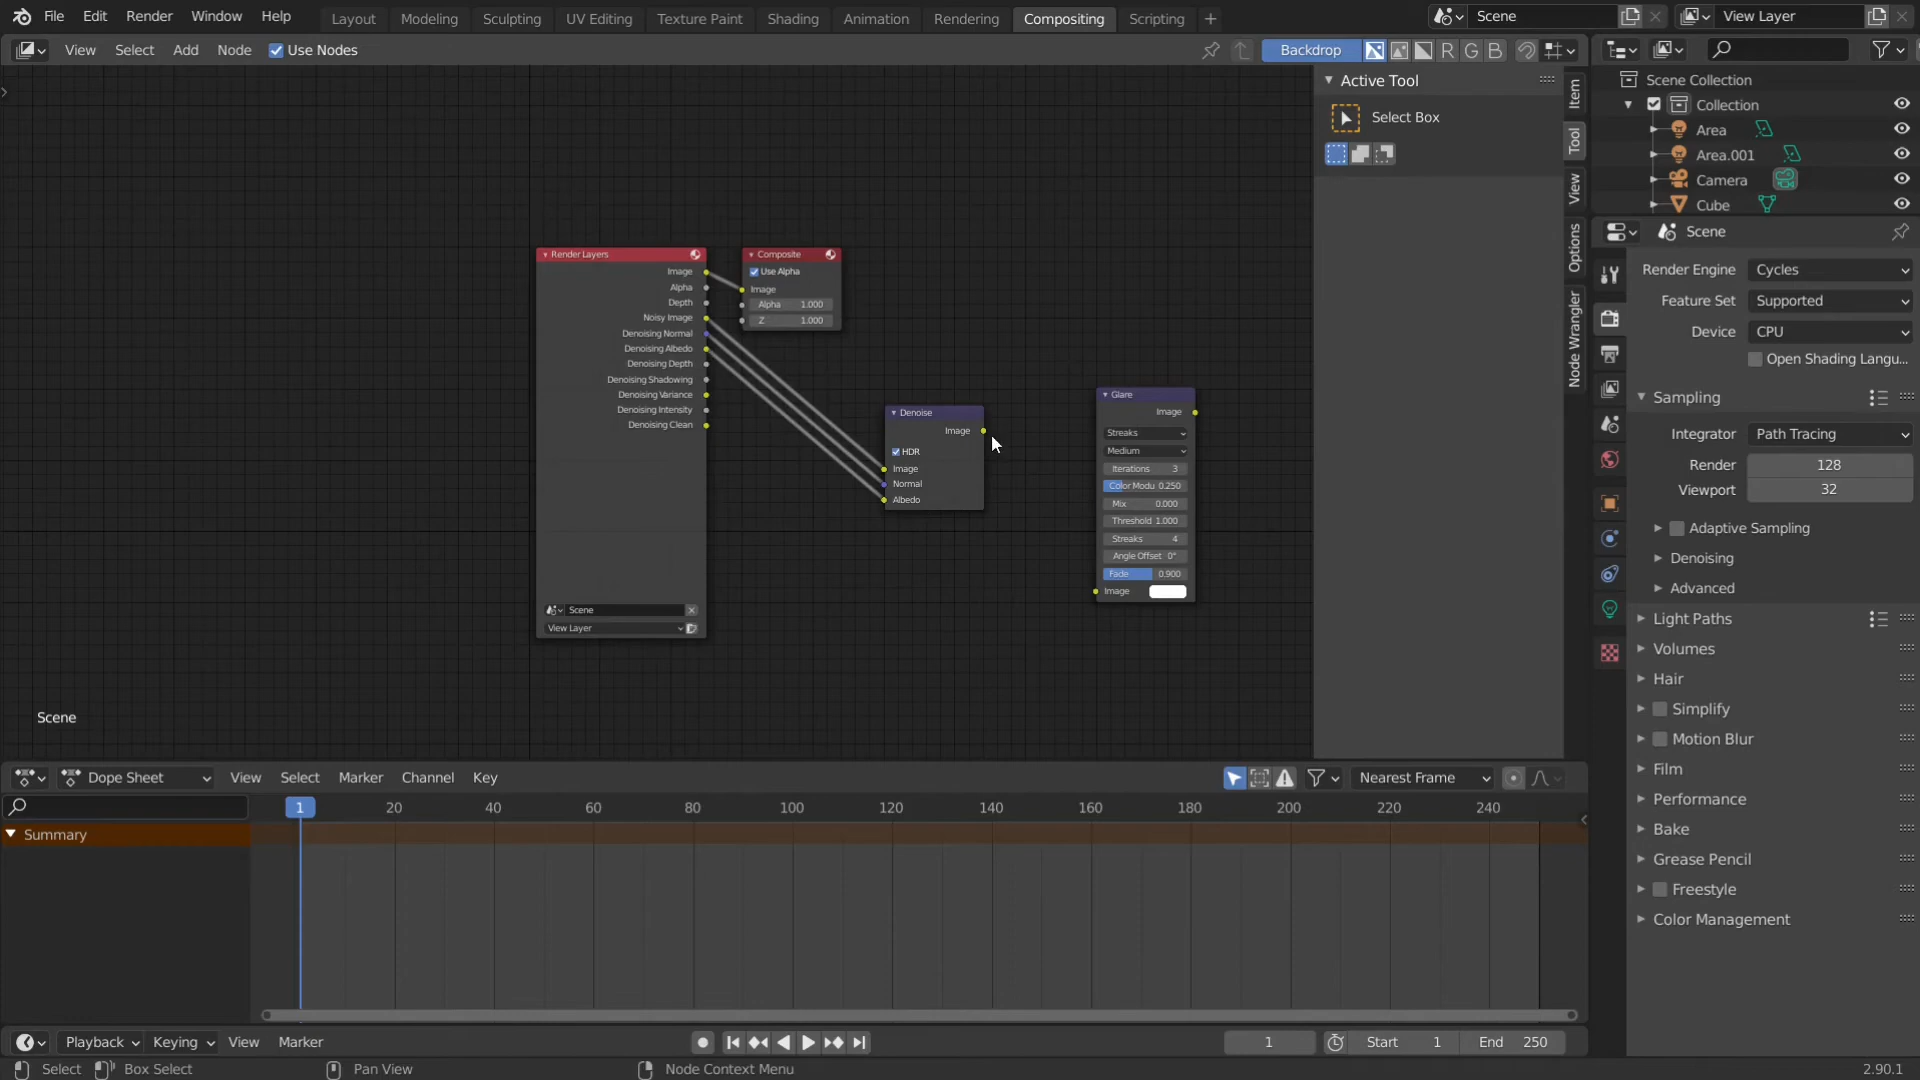 File Edit Render Window Help Layout Modeling Sculpting UV Editing Texture Paint Shading Animation Rendering Compositing Scripting + Scene View Layer
View Select Add Node Use Nodes Backdrop R G B
Active Tool
Select Box
Item
Tool
View
Options
Node Wrangler
Scene Collection
Collection
Area
Area.001
Camera
Cube
Scene
Render Engine Cycles
Feature Set Supported
Device CPU
Open Shading Langu...
Sampling
Integrator Path Tracing
Render 128
Viewport 32
Adaptive Sampling
Denoising
Advanced
Light Paths
Volumes
Hair
Simplify
Motion Blur
Film
Performance
Bake
Grease Pencil
Freestyle
Color Management
Render Layers
Image
Alpha
Depth
Noisy Image
Denoising Normal
Denoising Albedo
Denoising Depth
Denoising Shadowing
Denoising Variance
Denoising Intensity
Denoising Clean
Scene
View Layer
Composite
Use Alpha
Image
Alpha 1.000
Z 1.000
Denoise
Image
HDR
Image
Normal
Albedo
Glare
Image
Streaks
Medium
Iterations 3
Color Modu 0.250
Mix 0.000
Threshold 1.000
Streaks 4
Angle Offset 0°
Fade 0.900
Image
Scene
Dope Sheet View Select Marker Channel Key Nearest Frame
1 20 40 60 80 100 120 140 160 180 200 220 240
Summary
Playback Keying View Marker 1 Start 1 End 250
Select Box Select Pan View Node Context Menu 2.90.1